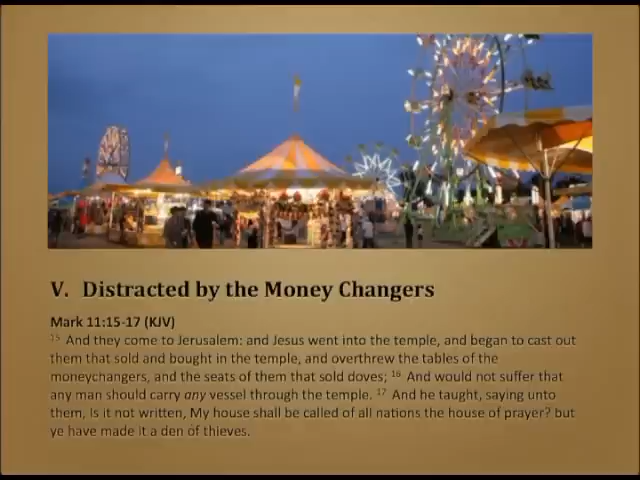 V. Distracted by the Money Changers
Mark 11:15-17 (KJV)
15 And they come to Jerusalem: and Jesus went into the temple, and began to cast out
them that sold and bought in the temple, and overthrew the tables of the
moneychangers, and the seats of them that sold doves; 16 And would not suffer that
any man should carry any vessel through the temple. 17 And he taught, saying unto
them, Is it not written, My house shall be called of all nations the house of prayer? but
ye have made it a den of thieves.